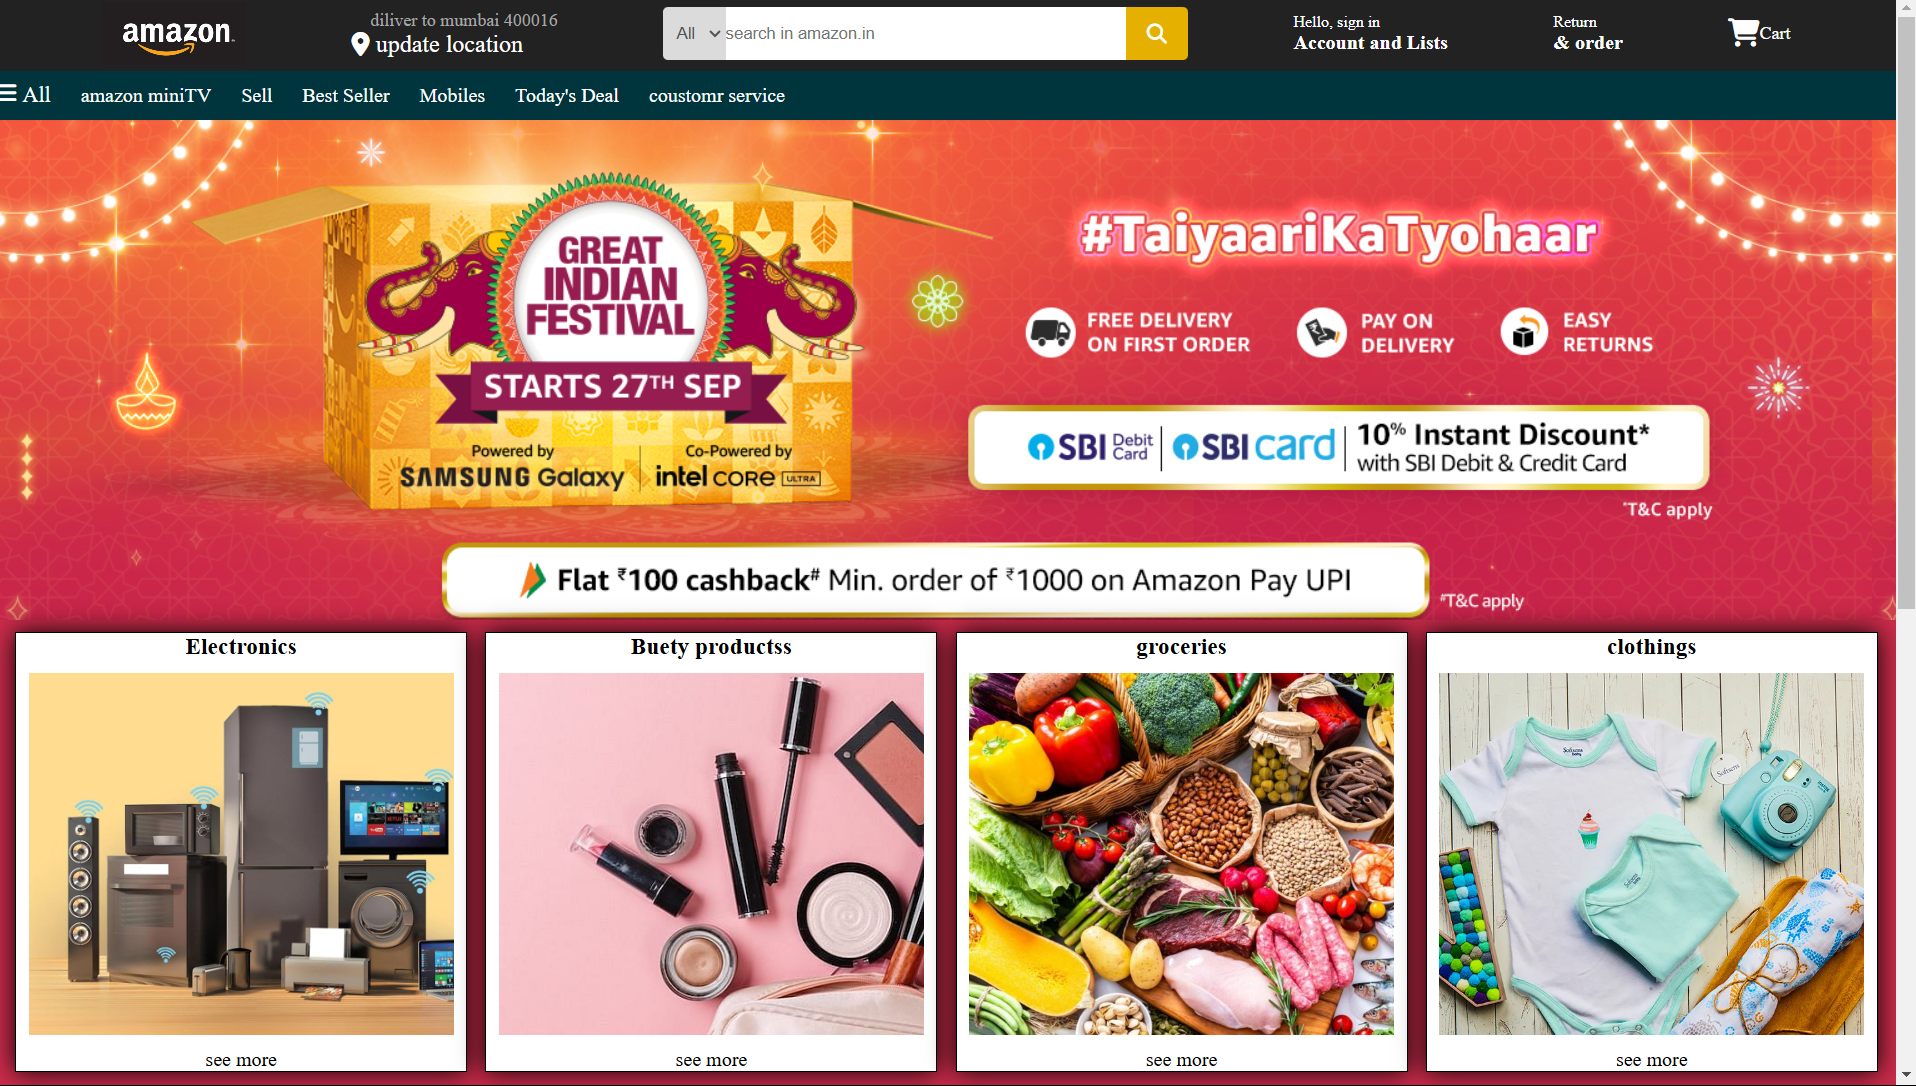 amazon
diliver to mumbai 400016
update location
All
search in amazon.in
Hello, sign in
Account and Lists
Return
& order
Cart
All
amazon miniTV
Sell
Best Seller
Mobiles
Today's Deal
coustomr service
GREAT
INDIAN
FESTIVAL
STARTS 27TH SEP
Powered by
SAMSUNG Galaxy
Co-Powered by
intel CORE ULTRA
#TaiyaariKaTyohaar
FREE DELIVERY
ON FIRST ORDER
PAY ON
DELIVERY
EASY
RETURNS
SBI Debit Card
SBI card
10% Instant Discount*
with SBI Debit & Credit Card
*T&C apply
Flat ₹100 cashback# Min. order of ₹1000 on Amazon Pay UPI
#T&C apply
Electronics
see more
Buety productss
see more
groceries
see more
clothings
Softsens
baby
Softsens
see more